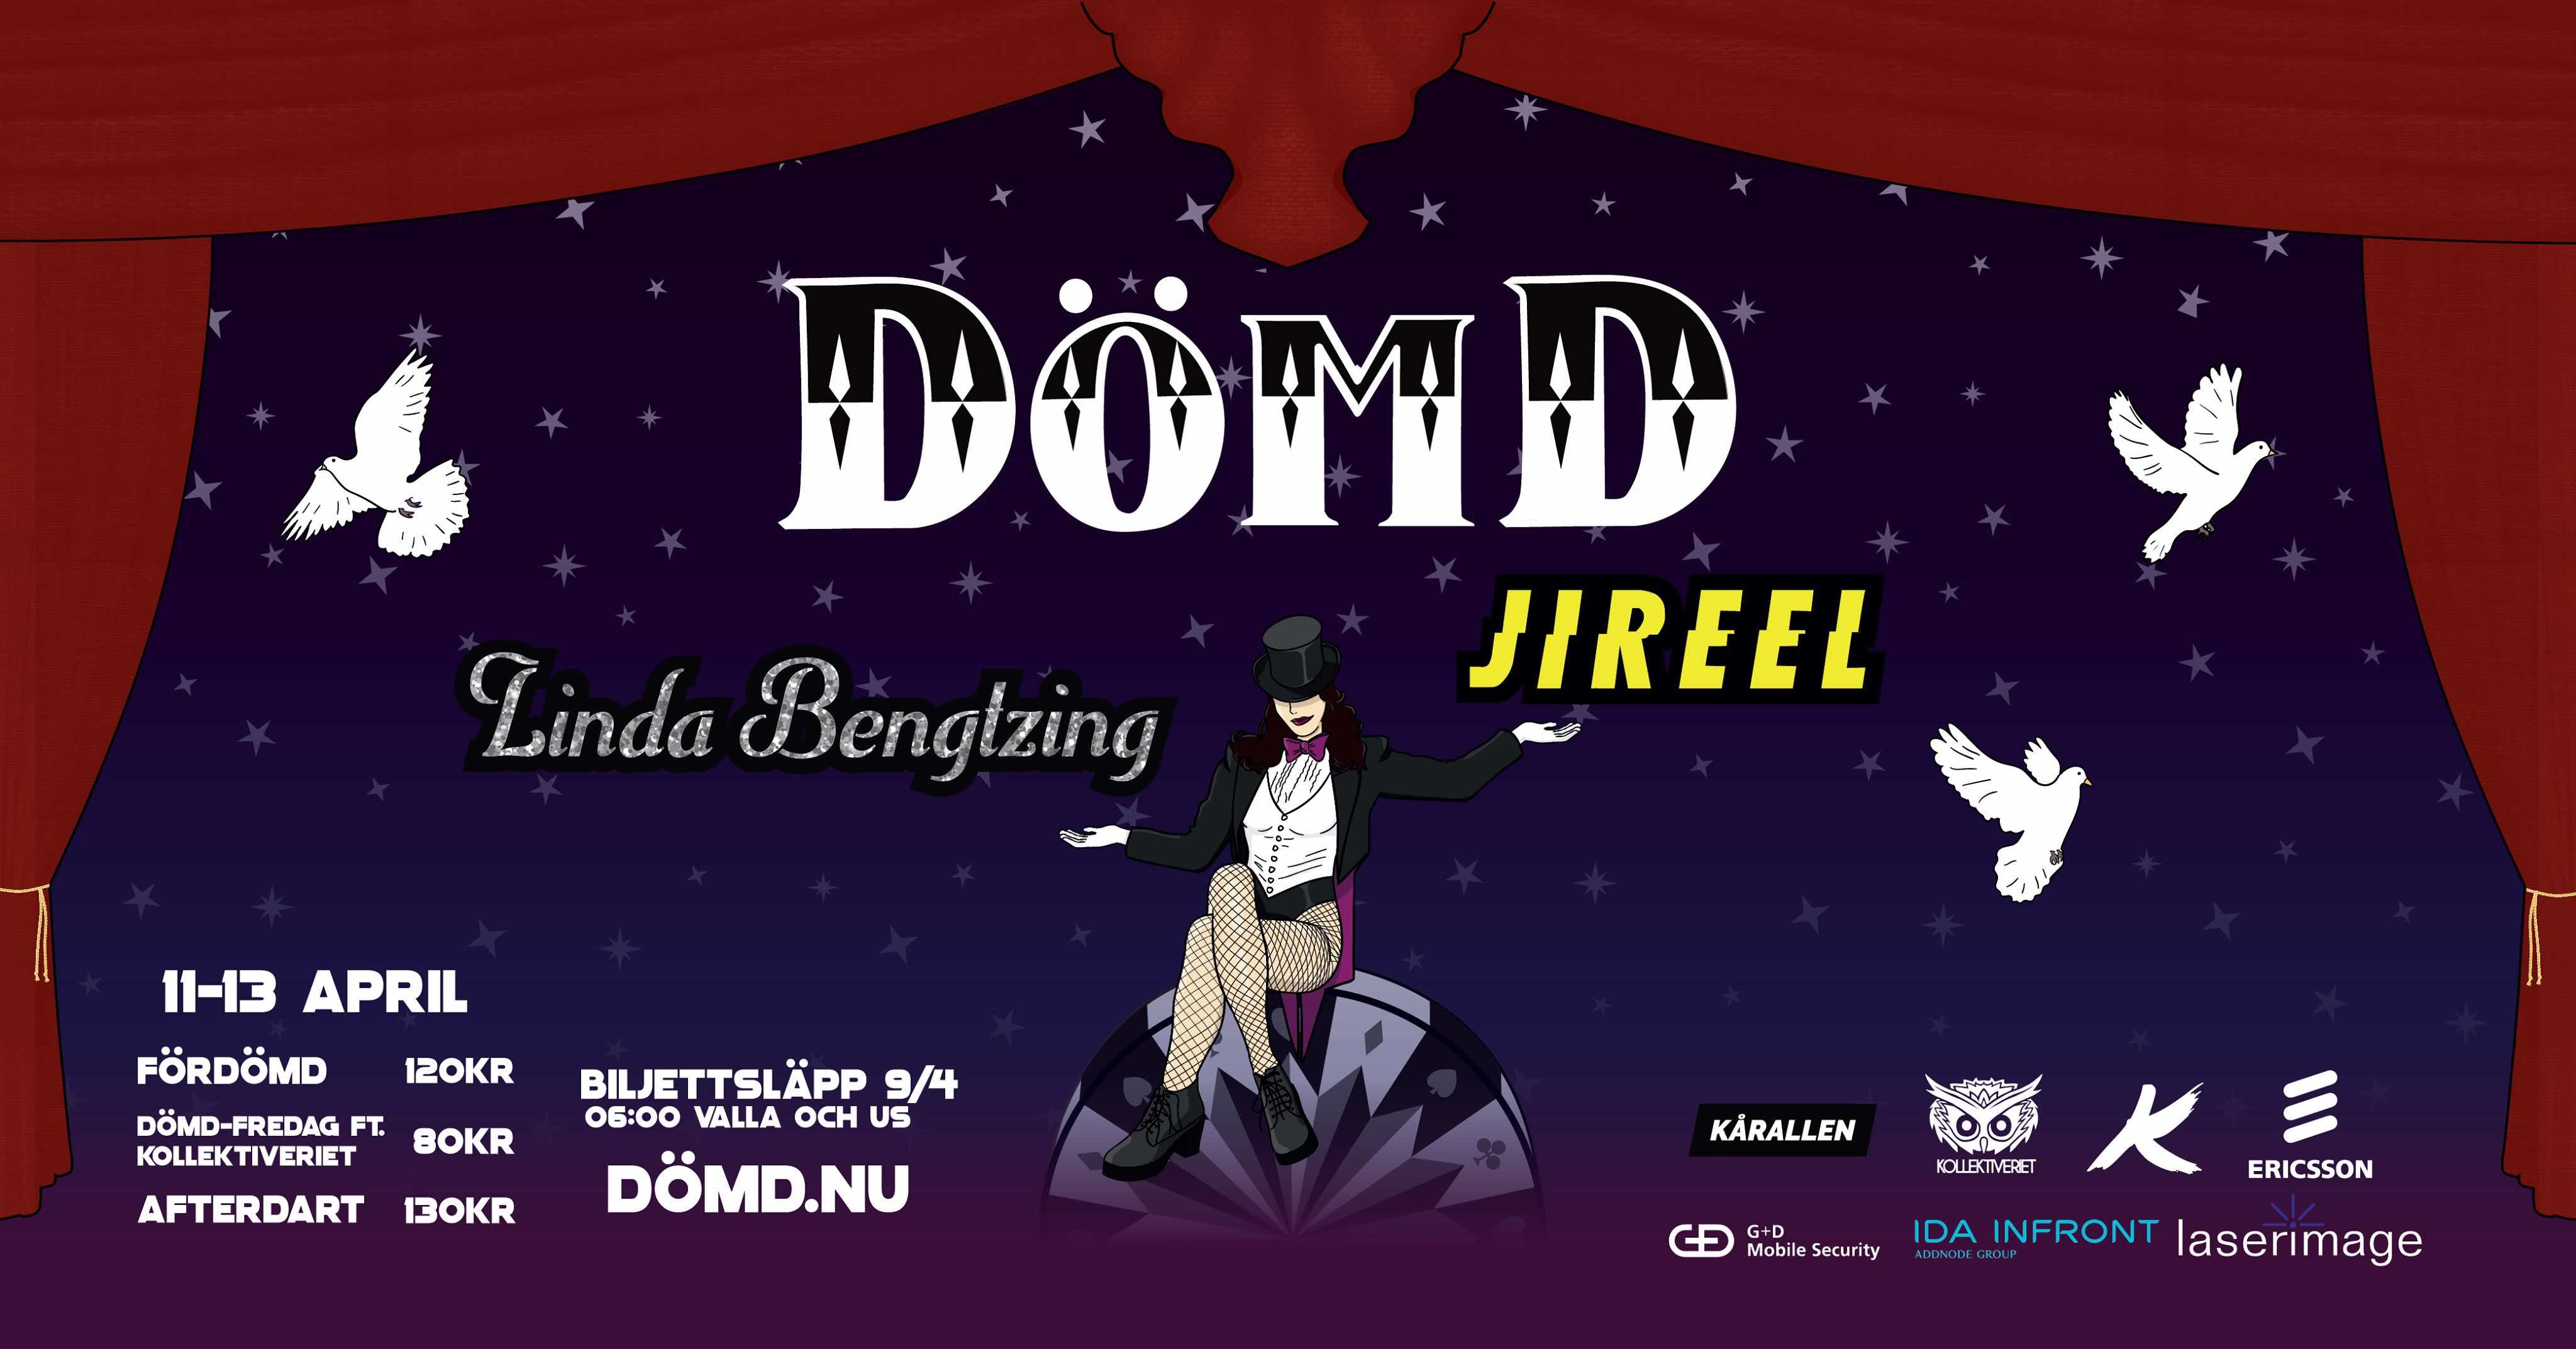 DÖMD
JIREEL
Linda Bengtzing
11-13 APRIL
FÖRDÖMD 120KR
DÖMD-FREDAG FT.
KOLLEKTIVERIET 80KR
AFTERDART 130KR
BILJETTSLÄPP 9/4
06:00 VALLA OCH US
DÖMD.NU
KÅRALLEN
KOLLEKTIVERIET
K
ERICSSON
G+D
Mobile Security
IDA INFRONT
ADDNODE GROUP
laserimage